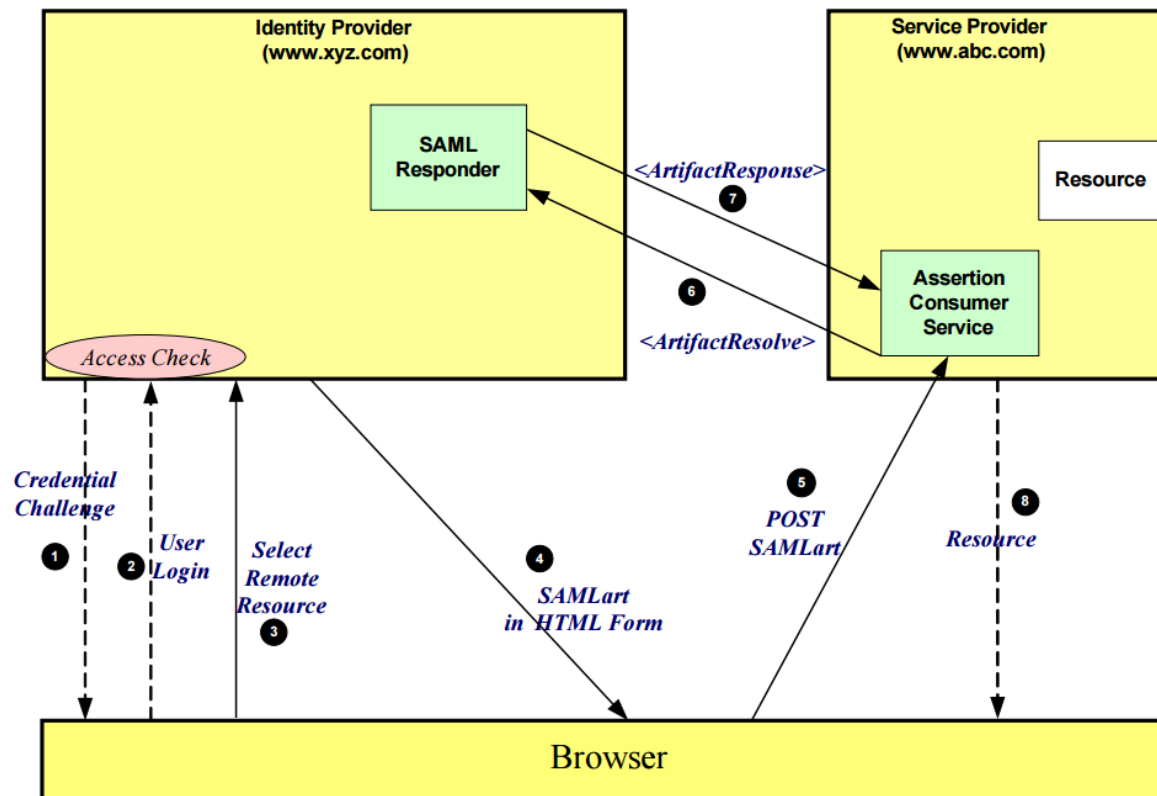 Identity Provider
(www.xyz.com)
Service Provider
(www.abc.com)
SAML
Responder
<ArtifactResponse>
7
Resource
6
<ArtifactResolve>
Assertion
Consumer
Service
Access Check
Credential
Challenge
1
2
User
Login
Select
Remote
Resource
3
4
SAMLart
in HTML Form
5
POST
SAMLart
8
Resource
Browser